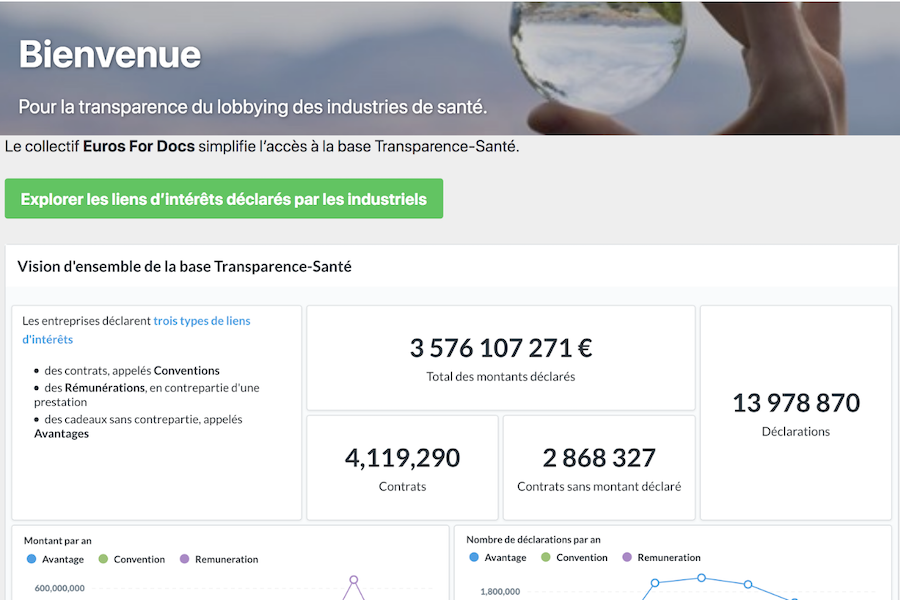 Bienvenue
Pour la transparence du lobbying des industries de santé.
Le collectif Euros For Docs simplifie l'accès à la base Transparence-Santé.
Explorer les liens d'intérêts déclarés par les industriels
Vision d'ensemble de la base Transparence-Santé
Les entreprises déclarent trois types de liens
d'intérêts
• des contrats, appelés Conventions
• des Rémunérations, en contrepartie d'une
prestation
• des cadeaux sans contrepartie, appelés
Avantages
3 576 107 271 €
Total des montants déclarés
4,119,290
Contrats
2 868 327
Contrats sans montant déclaré
13 978 870
Déclarations
Montant par an
Avantage Convention Remuneration
600,000,000
Nombre de déclarations par an
Avantage Convention Remuneration
1,800,000